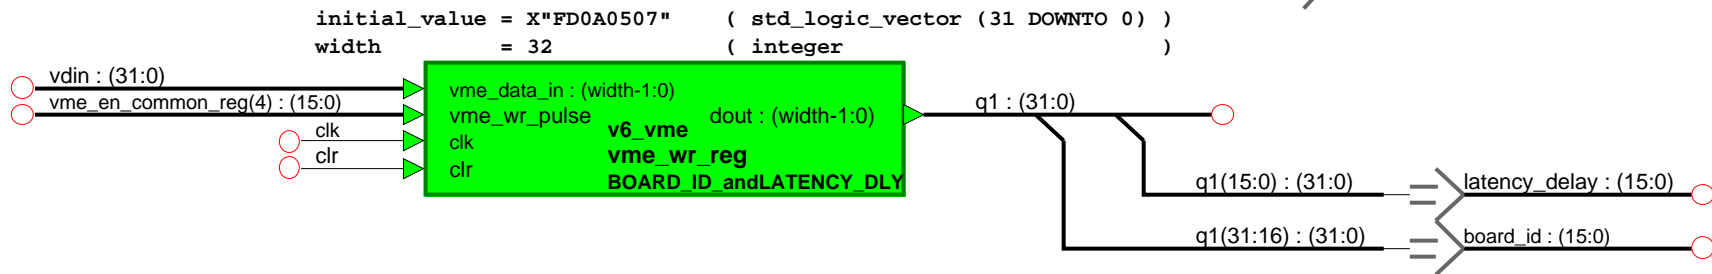 initial_value = X"FD0A0507" ( std_logic_vector (31 DOWNTO 0) )
width = 32 ( integer )
vdin : (31:0)
vme_en_common_reg(4) : (15:0)
clk
clr
vme_data_in : (width-1:0)
vme_wr_pulse dout : (width-1:0)
clk
clr
v6_vme
vme_wr_reg
BOARD_ID_andLATENCY_DLY
q1 : (31:0)
q1(15:0) : (31:0) latency_delay : (15:0)
q1(31:16) : (31:0) board_id : (15:0)